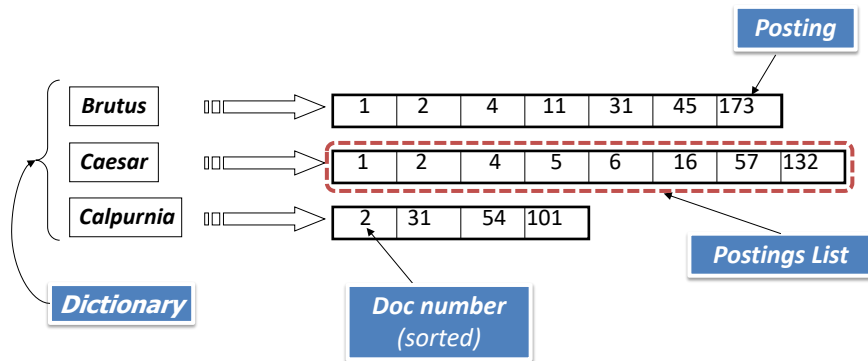 Posting
Brutus 1 2 4 11 31 45 173
Caesar 1 2 4 5 6 16 57 132
Calpurnia 2 31 54 101
Postings List
Dictionary
Doc number
(sorted)